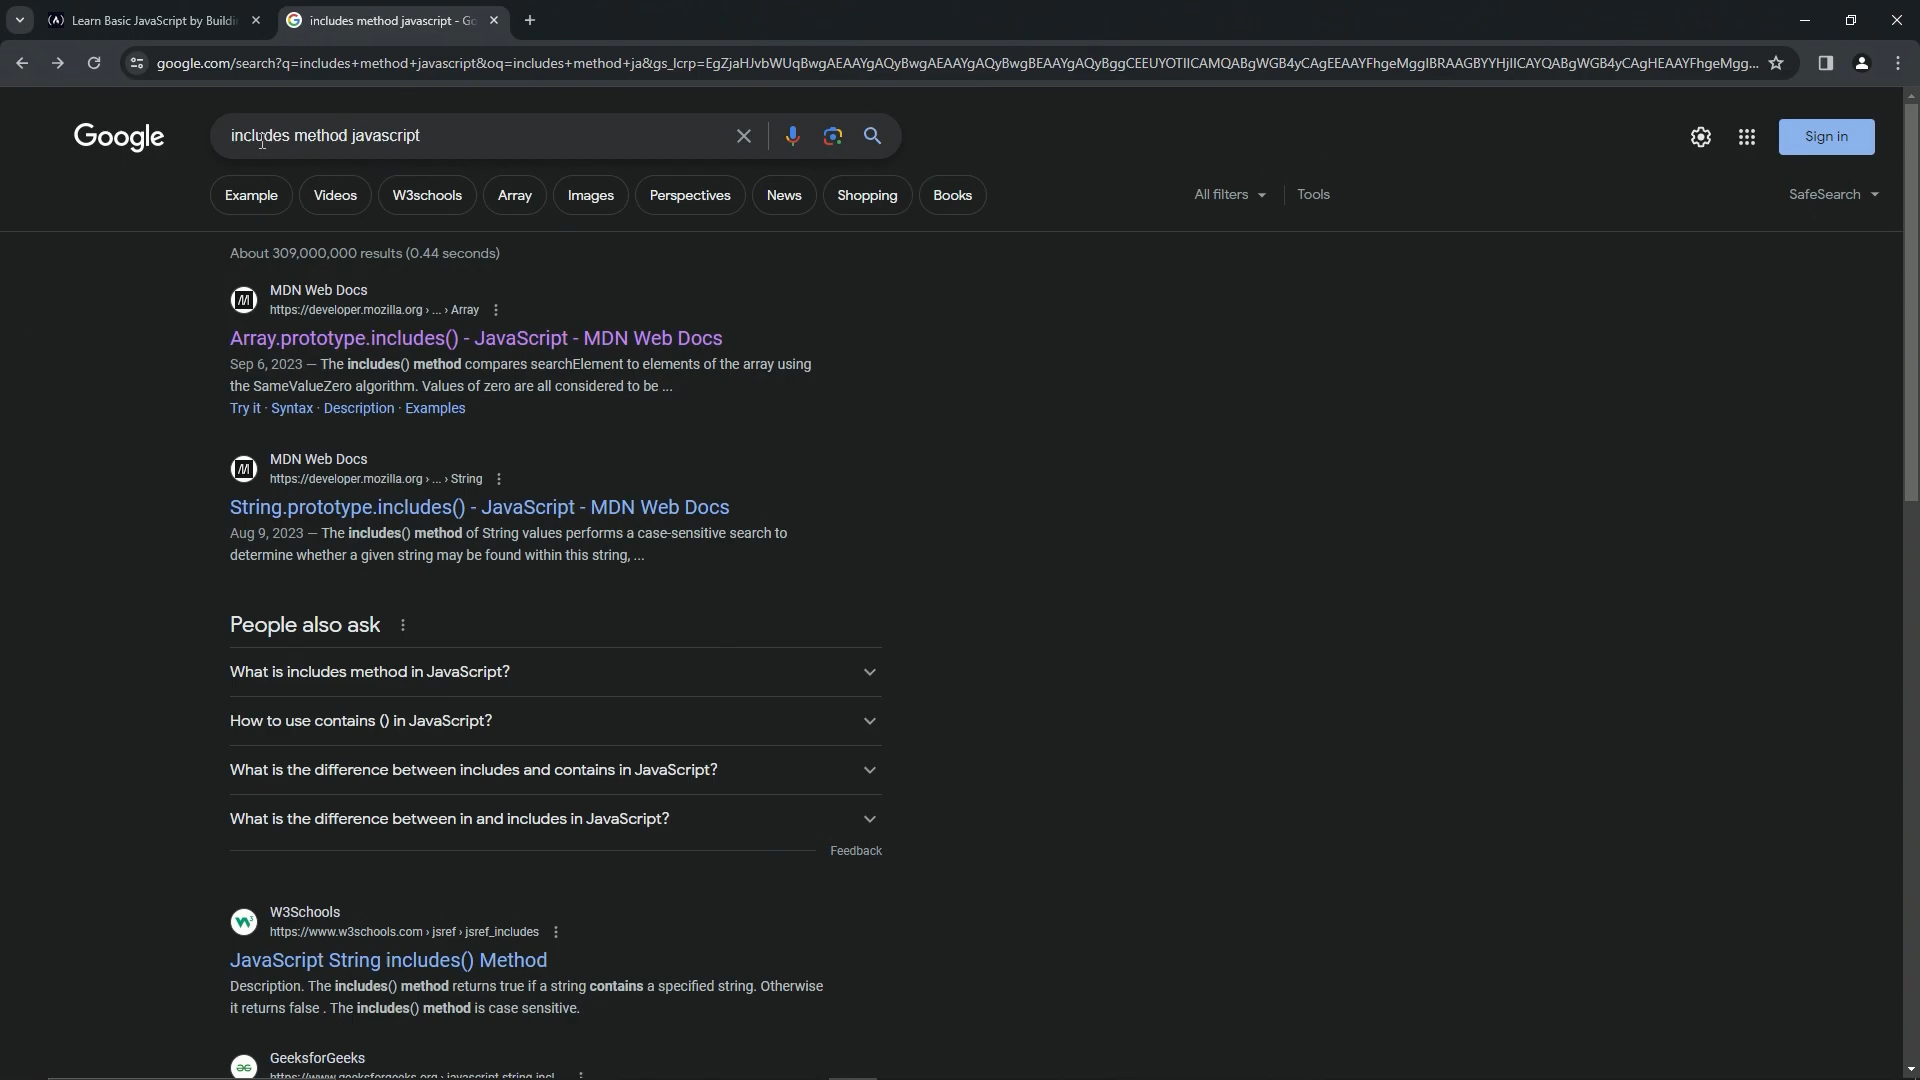 Learn Basic JavaScript by Buildi
includes method javascript - Go
google.com/search?q=includes+method+javascript&oq=includes+method+ja&gs_lcrp=EgZjaHJvbWUqBwgAEAAYgAQyBwgAEAAYgAQyBwgBEAAYgAQyBggCEEUYOTIICAMQABgWGB4yCAgEEAAYFhgeMggIBRAAGBYYHjIICAYQABgWGB4yCAgHEAAYFhgeMgg...
Google
includes method javascript
Sign in
Example Videos W3schools Array Images Perspectives News Shopping Books All filters Tools SafeSearch
About 309,000,000 results (0.44 seconds)
MDN Web Docs
https://developer.mozilla.org › ... › Array
Array.prototype.includes() - JavaScript - MDN Web Docs
Sep 6, 2023 — The includes() method compares searchElement to elements of the array using
the SameValueZero algorithm. Values of zero are all considered to be ...
Try it · Syntax · Description · Examples
MDN Web Docs
https://developer.mozilla.org › ... › String
String.prototype.includes() - JavaScript - MDN Web Docs
Aug 9, 2023 — The includes() method of String values performs a case-sensitive search to
determine whether a given string may be found within this string, ...
People also ask
What is includes method in JavaScript?
How to use contains () in JavaScript?
What is the difference between includes and contains in JavaScript?
What is the difference between in and includes in JavaScript?
Feedback
W3Schools
https://www.w3schools.com › jsref › jsref_includes
JavaScript String includes() Method
Description. The includes() method returns true if a string contains a specified string. Otherwise
it returns false . The includes() method is case sensitive.
GeeksforGeeks
https://www.geeksforgeeks.org › javascript-string-incl...